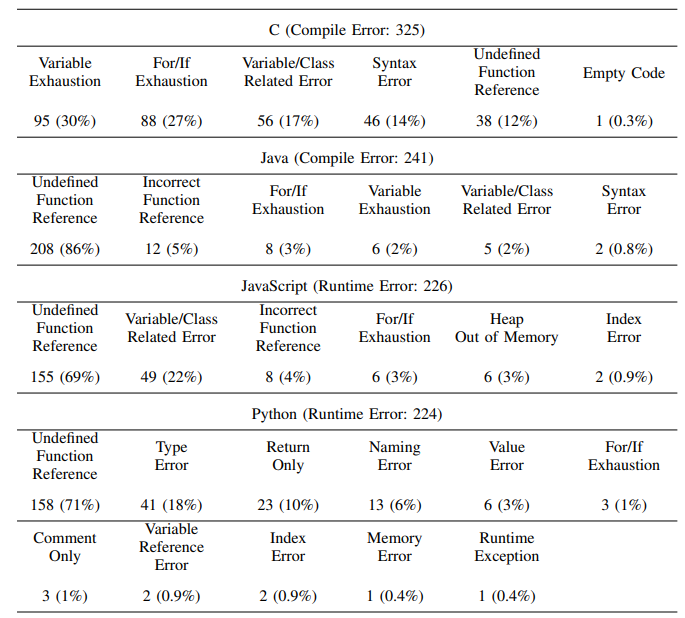 C (Compile Error: 325)
Variable Exhaustion | For/If Exhaustion | Variable/Class Related Error | Syntax Error | Undefined Function Reference | Empty Code
95 (30%) | 88 (27%) | 56 (17%) | 46 (14%) | 38 (12%) | 1 (0.3%)
Java (Compile Error: 241)
Undefined Function Reference | Incorrect Function Reference | For/If Exhaustion | Variable Exhaustion | Variable/Class Related Error | Syntax Error
208 (86%) | 12 (5%) | 8 (3%) | 6 (2%) | 5 (2%) | 2 (0.8%)
JavaScript (Runtime Error: 226)
Undefined Function Reference | Variable/Class Related Error | Incorrect Function Reference | For/If Exhaustion | Heap Out of Memory | Index Error
155 (69%) | 49 (22%) | 8 (4%) | 6 (3%) | 6 (3%) | 2 (0.9%)
Python (Runtime Error: 224)
Undefined Function Reference | Type Error | Return Only | Naming Error | Value Error | For/If Exhaustion
158 (71%) | 41 (18%) | 23 (10%) | 13 (6%) | 6 (3%) | 3 (1%)
Comment Only | Variable Reference Error | Index Error | Memory Error | Runtime Exception
3 (1%) | 2 (0.9%) | 2 (0.9%) | 1 (0.4%) | 1 (0.4%)